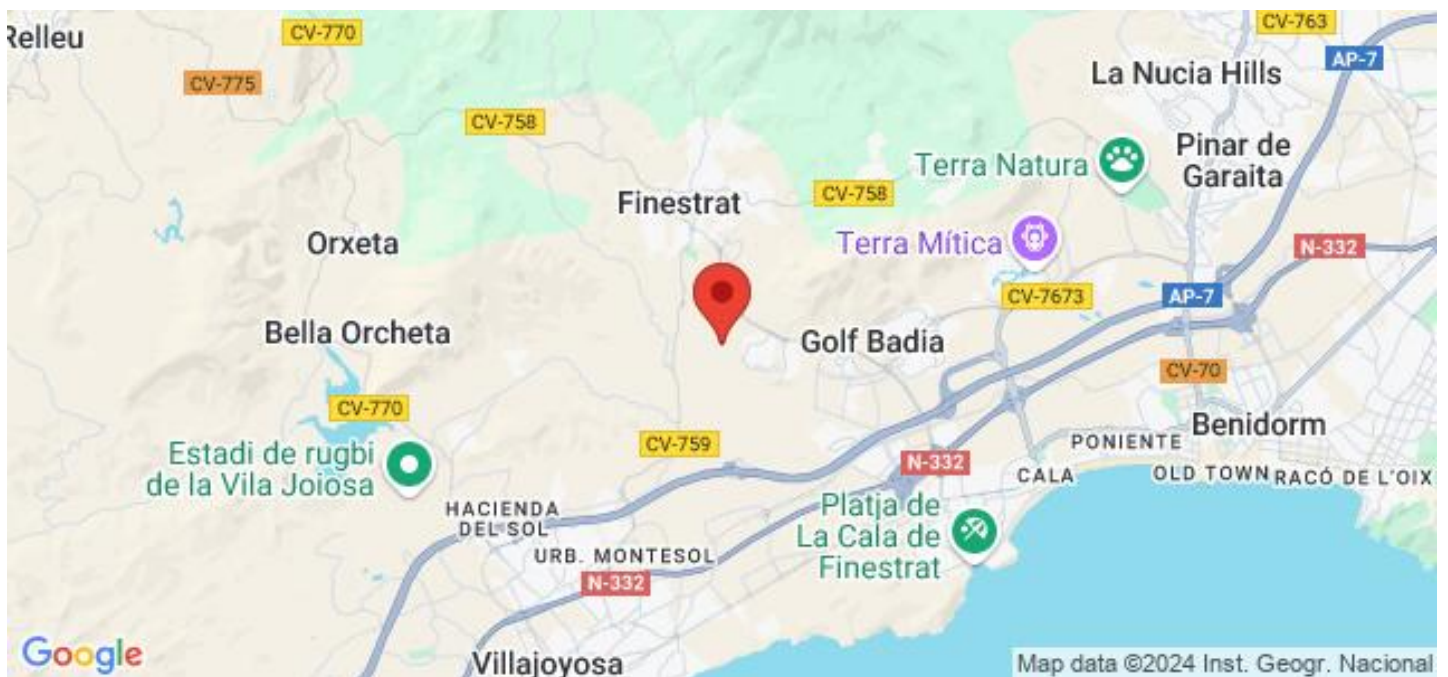 Relleu
CV-770
CV-763
AP-7
CV-775
La Nucia Hills
CV-758
Pinar de
Garaita
Terra Natura
CV-758
Finestrat
Orxeta
Terra Mítica
N-332
CV-7673
AP-7
Bella Orcheta
Golf Badia
CV-70
CV-770
Benidorm
CV-759
PONIENTE
Estadi de rugbi
de la Vila Joiosa
N-332
CALA
OLD TOWN
RACÓ DE L'OIX
HACIENDA
DEL SOL
Platja de
La Cala de
Finestrat
URB. MONTESOL
N-332
Google
Villajoyosa
Map data ©2024 Inst. Geogr. Nacional